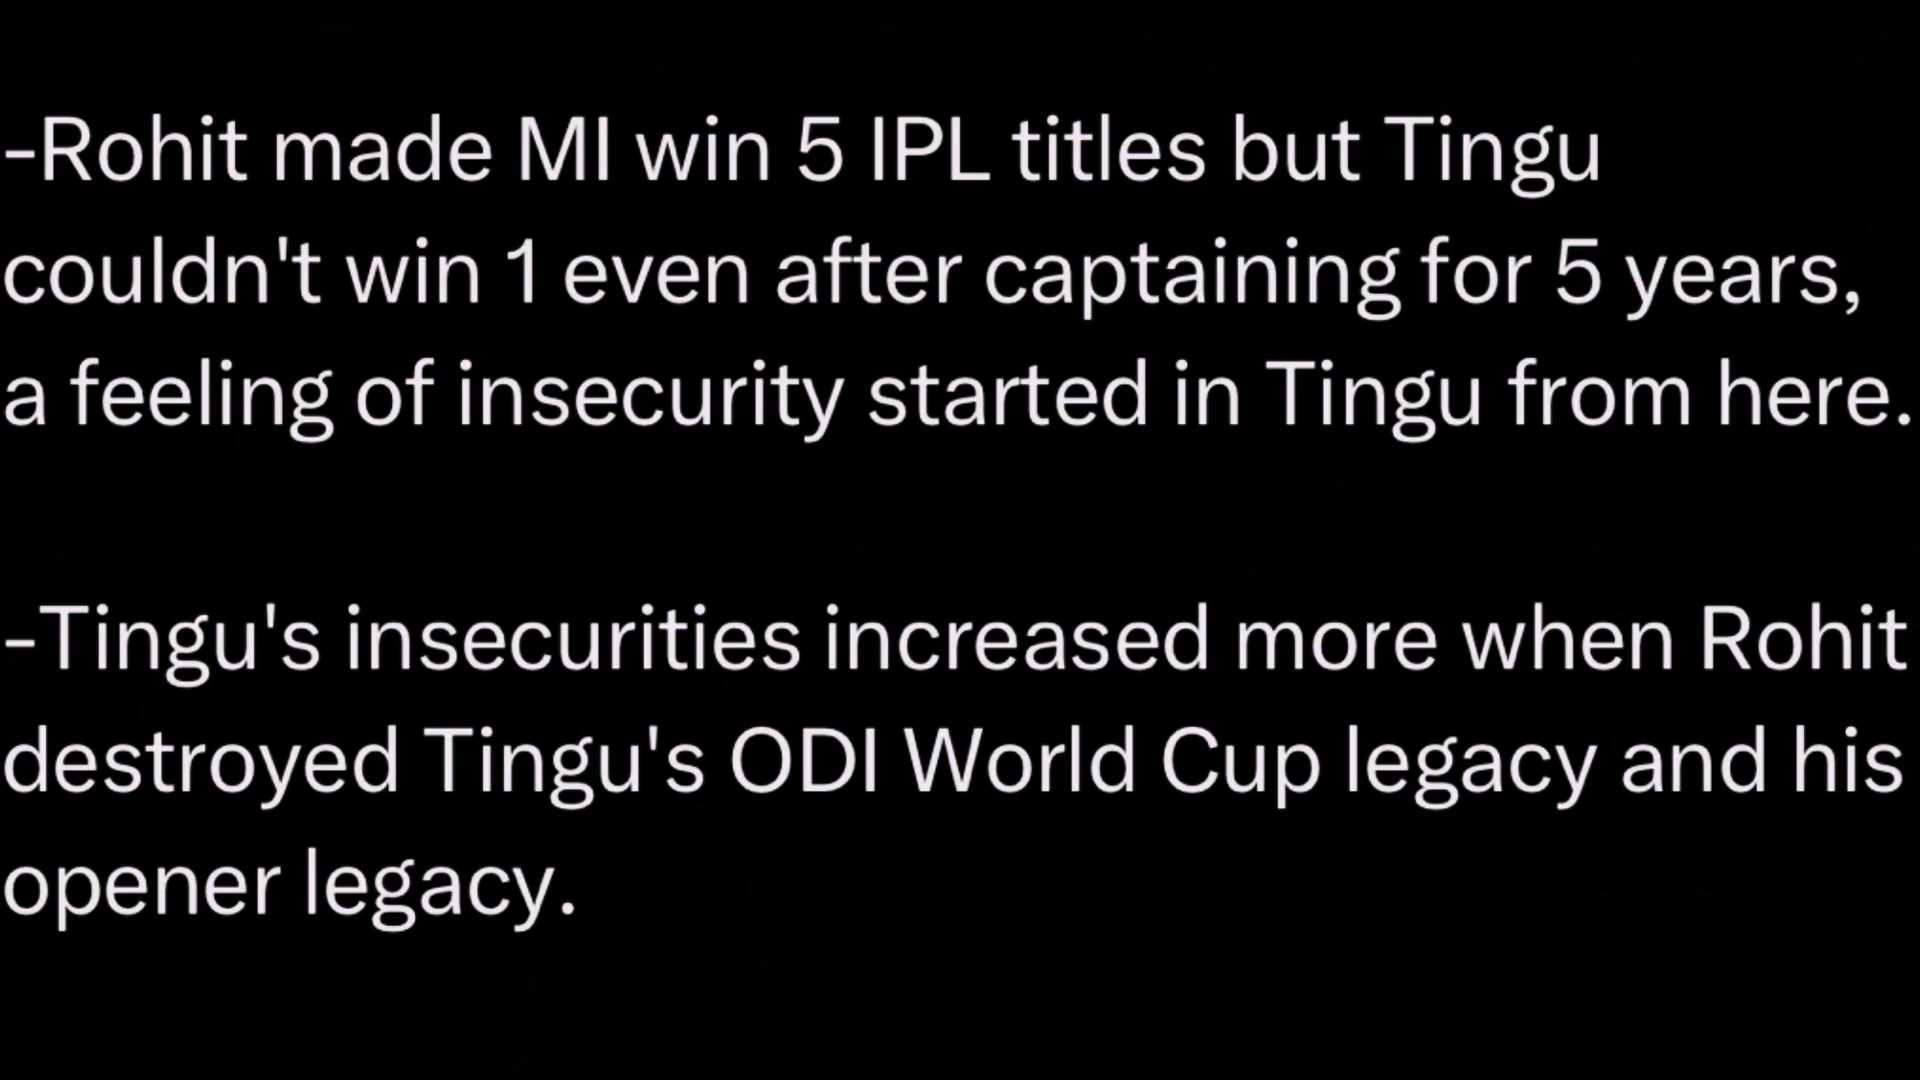 -Rohit made MI win 5 IPL titles but Tingu
couldn't win 1 even after captaining for 5 years,
a feeling of insecurity started in Tingu from here.
-Tingu's insecurities increased more when Rohit
destroyed Tingu's ODI World Cup legacy and his
opener legacy.